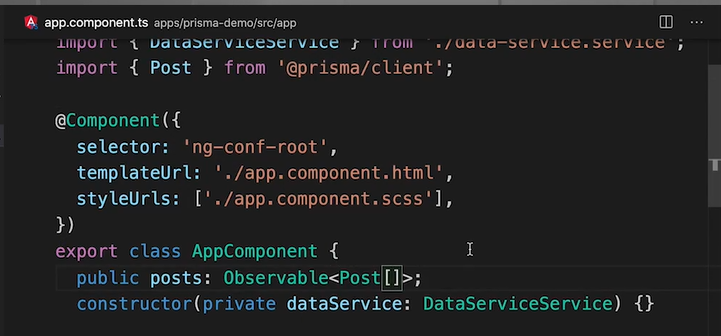 app.component.ts apps/prisma-demo/src/app
import { DataServiceService } from './data-service.service';
import { Post } from '@prisma/client';
@Component({
selector: 'ng-conf-root',
templateUrl: './app.component.html',
styleUrls: ['./app.component.scss'],
})
export class AppComponent {
public posts: Observable<Post[]>;
constructor(private dataService: DataServiceService) {}